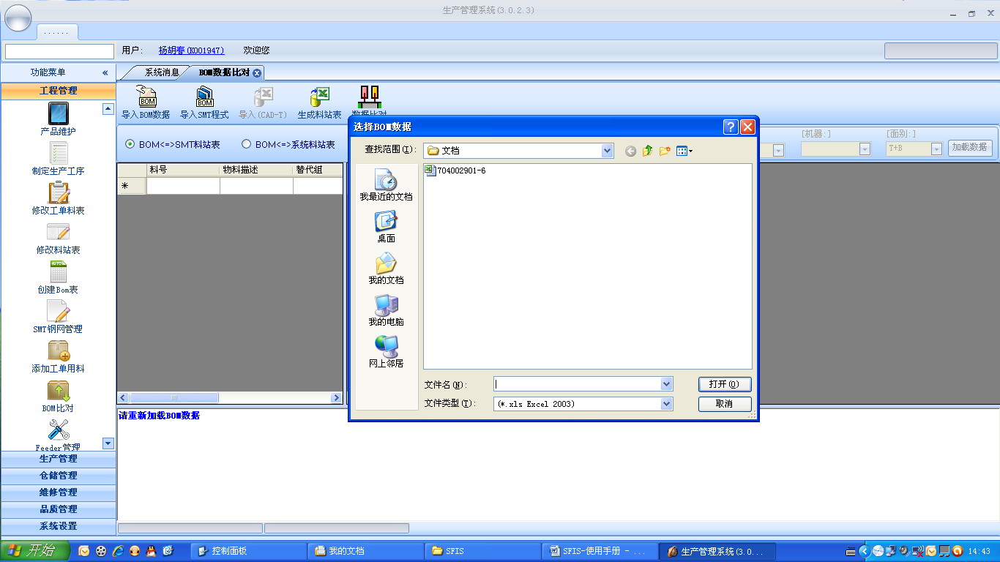 生产管理系统(3.0.2.3)
......
用户:
杨胡春(K001947)
欢迎您
功能菜单
«
系统消息
BOM数据比对
工程管理
BOM
BOM
导入BOM数据
导入SMT程式
导入(CAD-T)
生成料站表
数据比对
产品维护
制定生产工序
修改工单料表
修改料站表
AUTO
创建Bom表
SMT钢网管理
添加工单用料
BOM比对
Feeder管理
生产管理
仓储管理
维修管理
品质管理
系统设置
BOM<=>SMT料站表
BOM<=>系统料站表
[机器:]
[面别:]
T+B
加载数据
料号
物料描述
替代组
*
请重新加载BOM数据
选择BOM数据
?
查找范围(I):
文档
704002901-6
我最近的文档
桌面
我的文档
我的电脑
网上邻居
文件名(N):
打开(O)
文件类型(T):
(*.xls Excel 2003)
取消
开始
控制面板
我的文档
SFIS
SFIS-使用手册 - ...
生产管理系统(3.0...
14:43